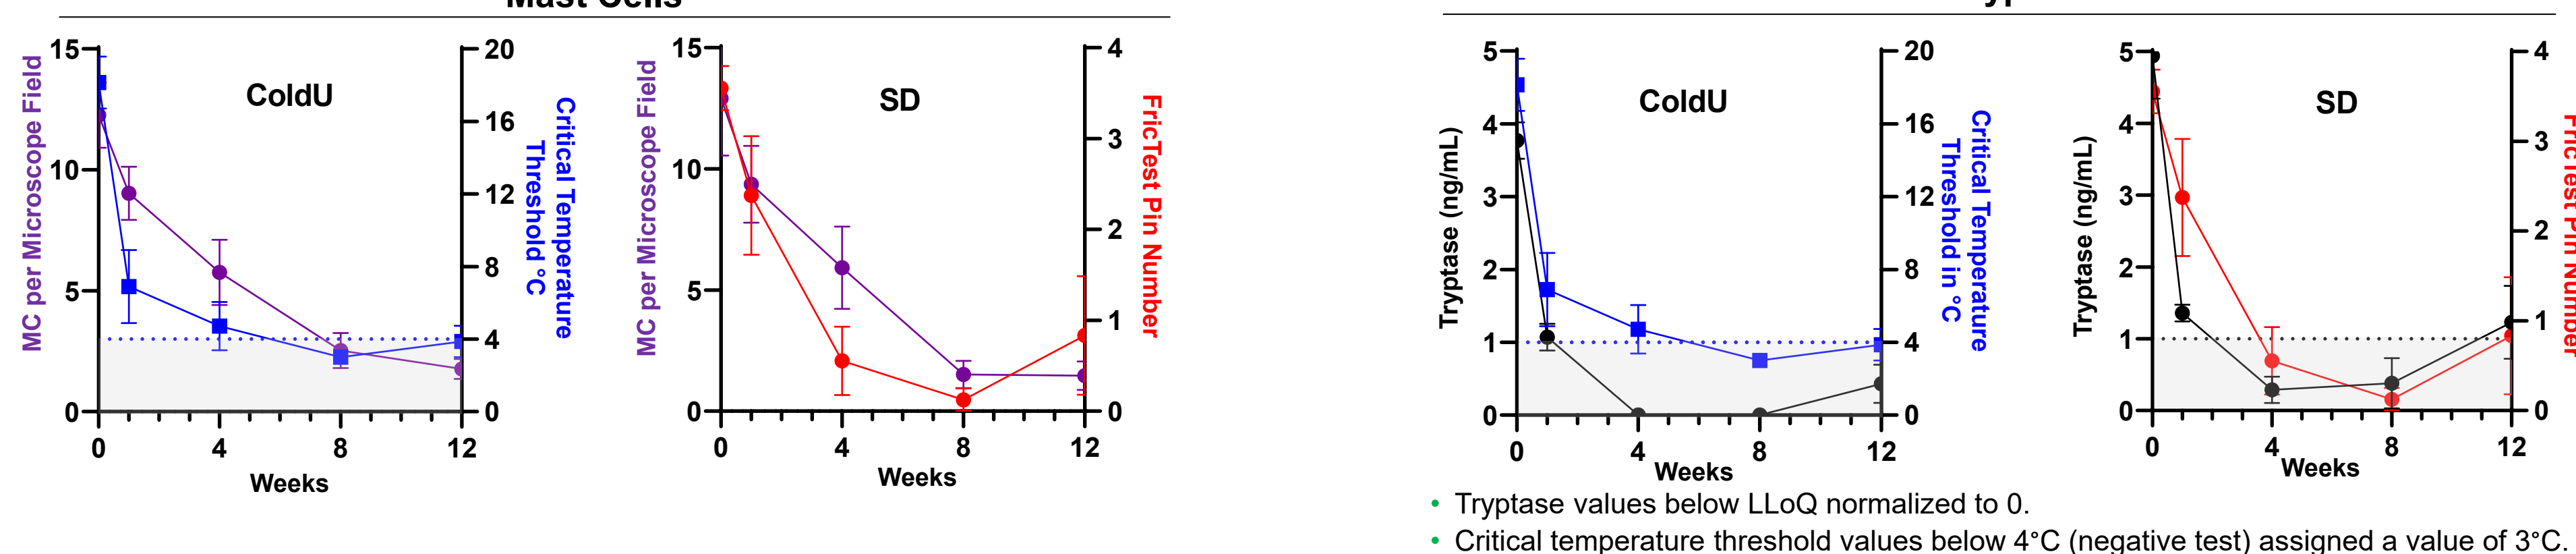 Mast Cells
15
10
5
0
MC per Microscope Field
ColdU
20
16
12
8
4
0
Critical Temperature
Threshold °C
0 4 8 12
Weeks
15
10
5
0
MC per Microscope Field
SD
4
3
2
1
0
FricTest Pin Number
0 4 8 12
Weeks
5
4
3
2
1
0
Tryptase (ng/mL)
ColdU
20
16
12
8
4
0
Critical Temperature
Threshold in °C
0 4 8 12
Weeks
5
4
3
2
1
0
Tryptase (ng/mL)
SD
4
3
2
1
0
FricTest Pin Number
0 4 8 12
Weeks
• Tryptase values below LLoQ normalized to 0.
• Critical temperature threshold values below 4°C (negative test) assigned a value of 3°C.